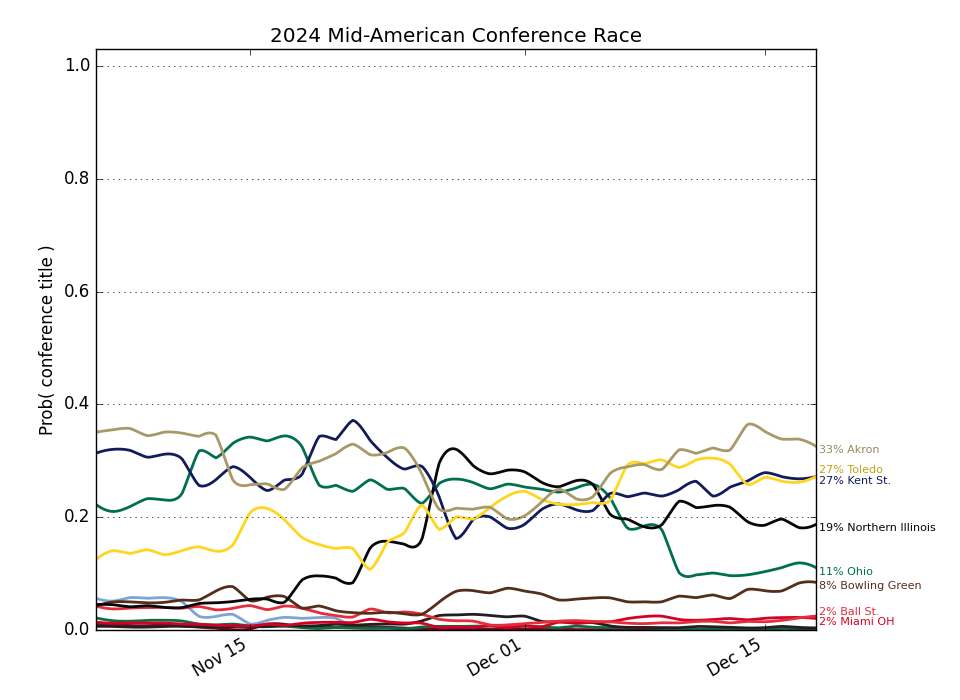 2024 Mid-American Conference Race
Prob( conference title )
1.0
0.8
0.6
0.4
0.2
0.0
Nov 15
Dec 01
Dec 15
33% Akron
27% Toledo
26% Kent St.
19% Northern Illinois
11% Ohio
8% Bowling Green
2% Ball St.
2% Miami OH